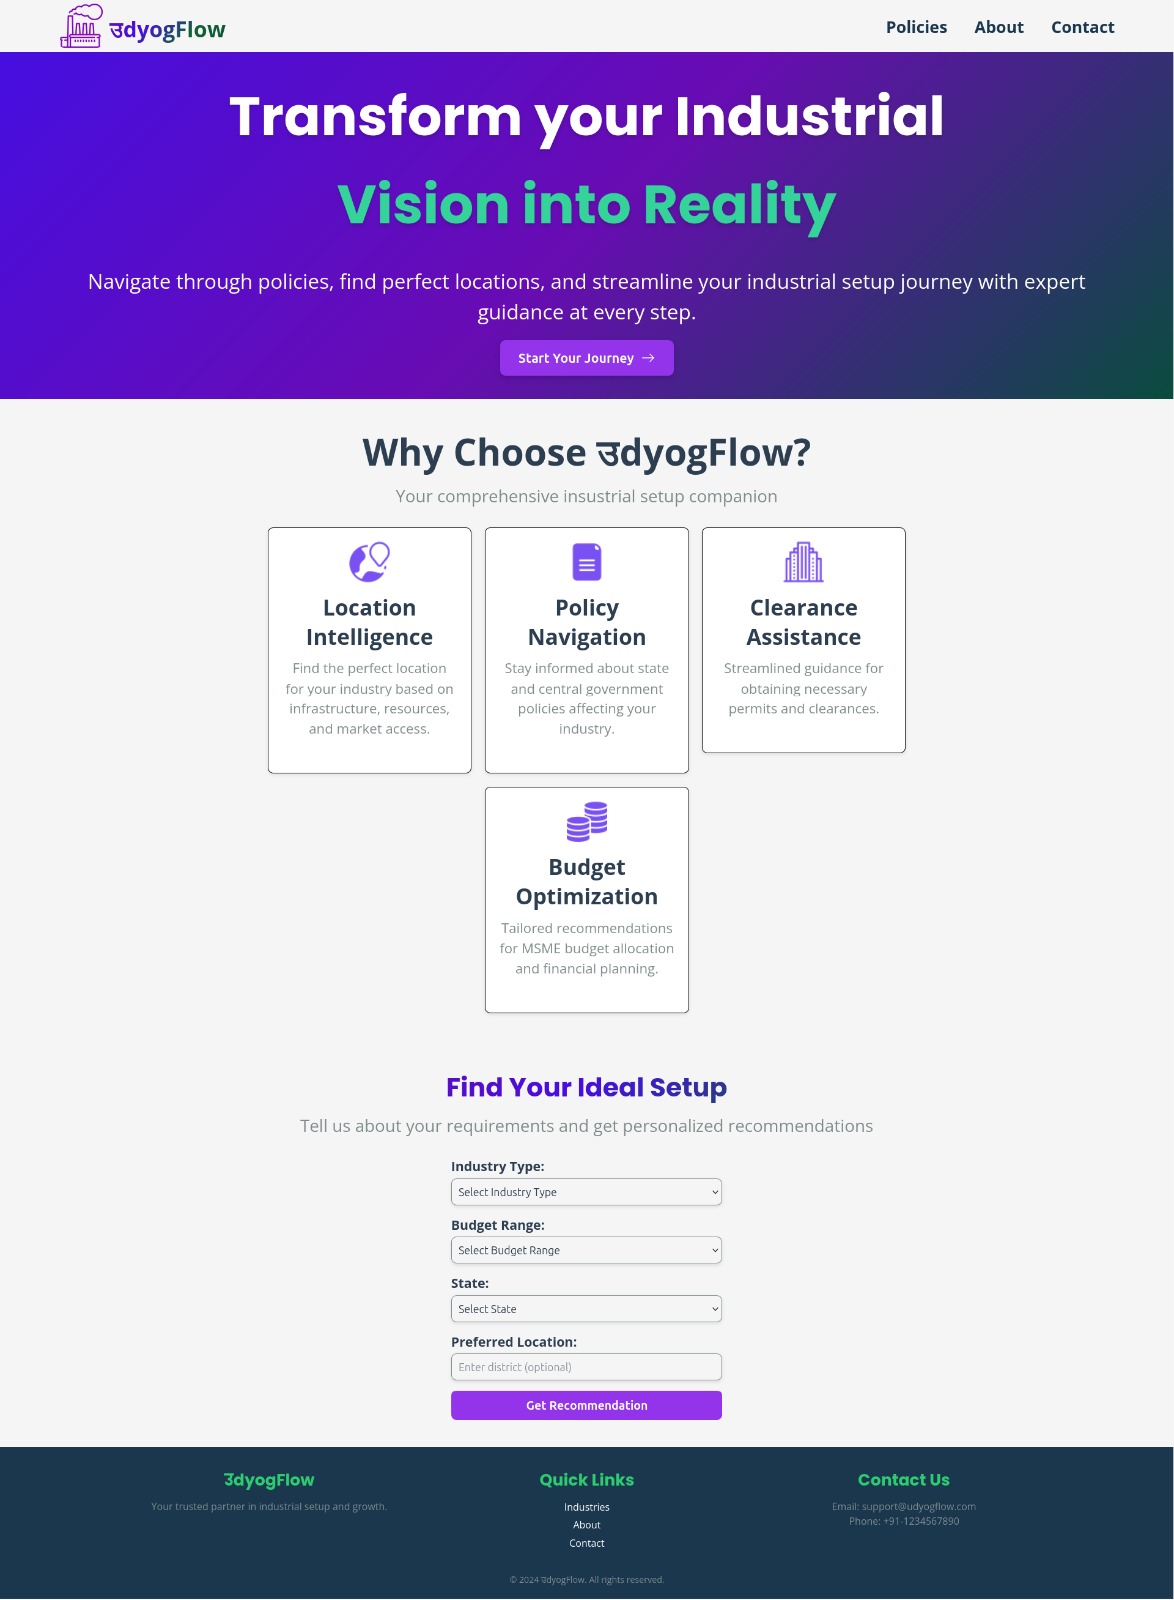 उdyogFlow
Policies About Contact
Transform your Industrial
Vision into Reality
Navigate through policies, find perfect locations, and streamline your industrial setup journey with expert
guidance at every step.
Start Your Journey →
Why Choose उdyogFlow?
Your comprehensive insustrial setup companion
Location
Intelligence
Find the perfect location
for your industry based on
infrastructure, resources,
and market access.
Policy
Navigation
Stay informed about state
and central government
policies affecting your
industry.
Clearance
Assistance
Streamlined guidance for
obtaining necessary
permits and clearances.
Budget
Optimization
Tailored recommendations
for MSME budget allocation
and financial planning.
Find Your Ideal Setup
Tell us about your requirements and get personalized recommendations
Industry Type:
Select Industry Type
Budget Range:
Select Budget Range
State:
Select State
Preferred Location:
Enter district (optional)
Get Recommendation
उdyogFlow
Your trusted partner in industrial setup and growth.
Quick Links
Industries
About
Contact
Contact Us
Email: support@udyogflow.com
Phone: +91-1234567890
© 2024 उdyogFlow. All rights reserved.